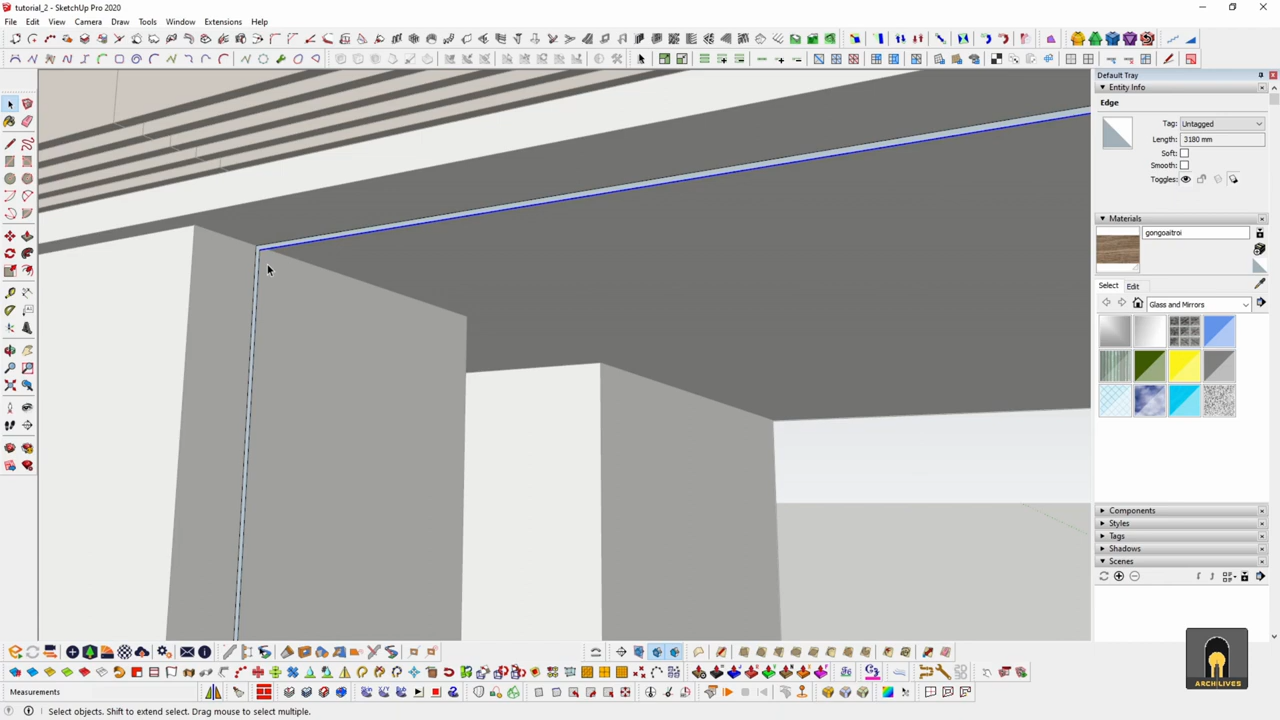 tutorial_2 - SketchUp Pro 2020
File Edit View Camera Draw Tools Window Extensions Help
Default Tray
Entity Info
Edge
Tag: Untagged
Length: 3180 mm
Soft:
Smooth:
Toggles:
Materials
gongoaitroi
Select Edit
Glass and Mirrors
Components
Styles
Tags
Shadows
Scenes
ARCHLIVES
Measurements
Select objects. Shift to extend select. Drag mouse to select multiple.